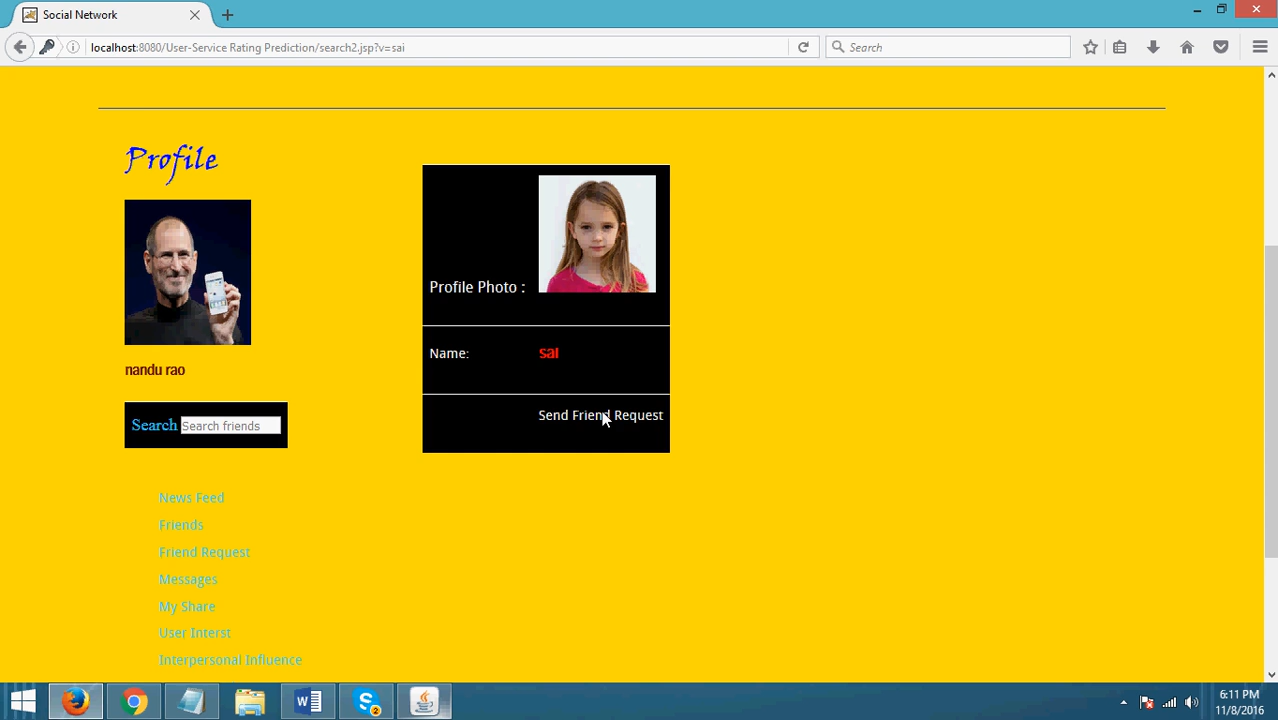 Social Network
localhost:8080/User-Service Rating Prediction/search2.jsp?v=sai
Search
Profile
Profile Photo :
nandu rao
Name: sai
Search Search friends
Send Friend Request
News Feed
Friends
Friend Request
Messages
My Share
User Interst
Interpersonal Influence
2
6:11 PM
11/8/2016